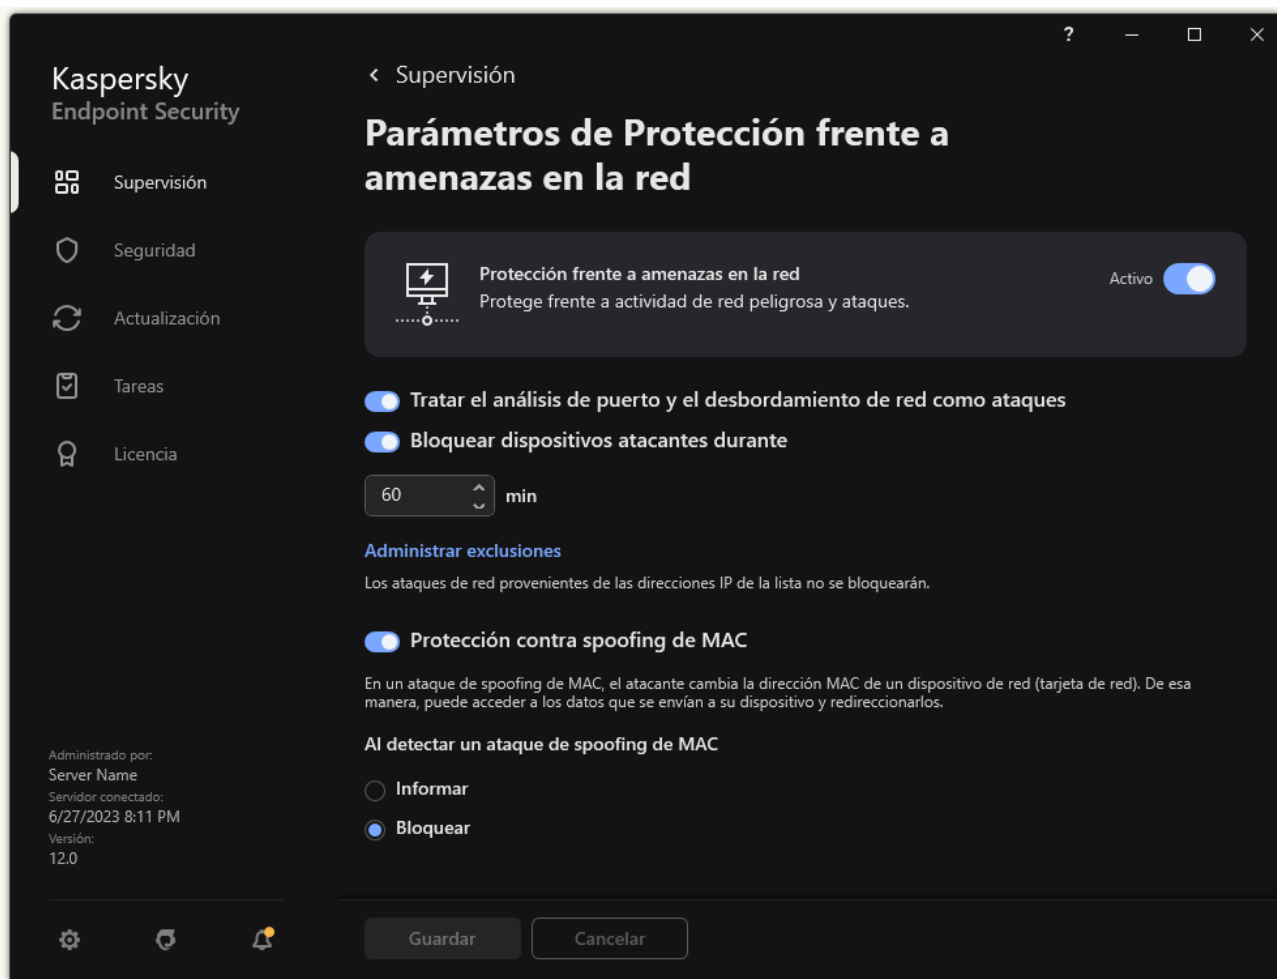 ?
Kaspersky
Endpoint Security
Supervisión
Seguridad
Actualización
Tareas
Licencia
Administrado por:
Server Name
Servidor conectado:
6/27/2023 8:11 PM
Versión:
12.0
Supervisión
Parámetros de Protección frente a
amenazas en la red
Protección frente a amenazas en la red
Protege frente a actividad de red peligrosa y ataques.
Activo
Tratar el análisis de puerto y el desbordamiento de red como ataques
Bloquear dispositivos atacantes durante
60 min
Administrar exclusiones
Los ataques de red provenientes de las direcciones IP de la lista no se bloquearán.
Protección contra spoofing de MAC
En un ataque de spoofing de MAC, el atacante cambia la dirección MAC de un dispositivo de red (tarjeta de red). De esa
manera, puede acceder a los datos que se envían a su dispositivo y redireccionarlos.
Al detectar un ataque de spoofing de MAC
Informar
Bloquear
Guardar
Cancelar